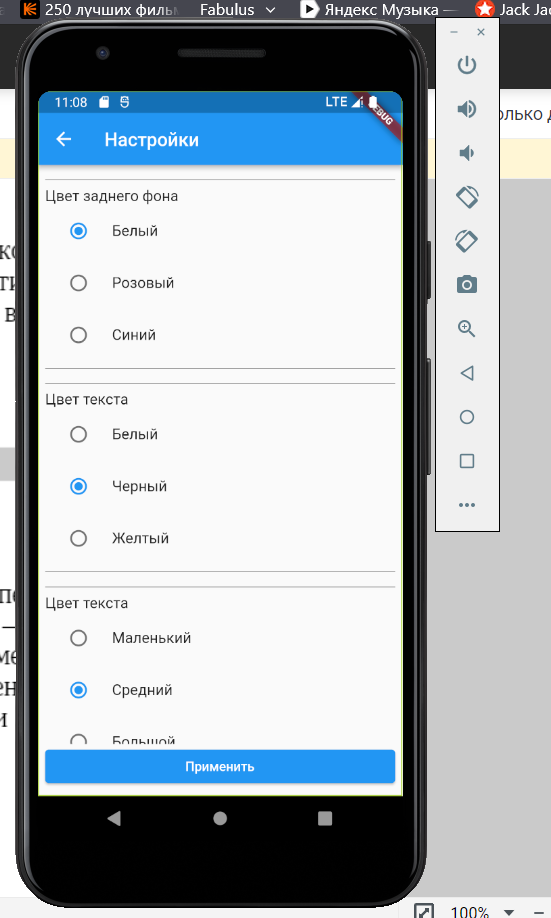 250 лучших филь
Fabulus
Яндекс Музыка —
Jack Ja
11:08
LTE
DEBUG
олько д
Настройки
Цвет заднего фона
Белый
Розовый
Синий
Цвет текста
Белый
Черный
Желтый
Цвет текста
Маленький
Средний
Большой
Применить
100%